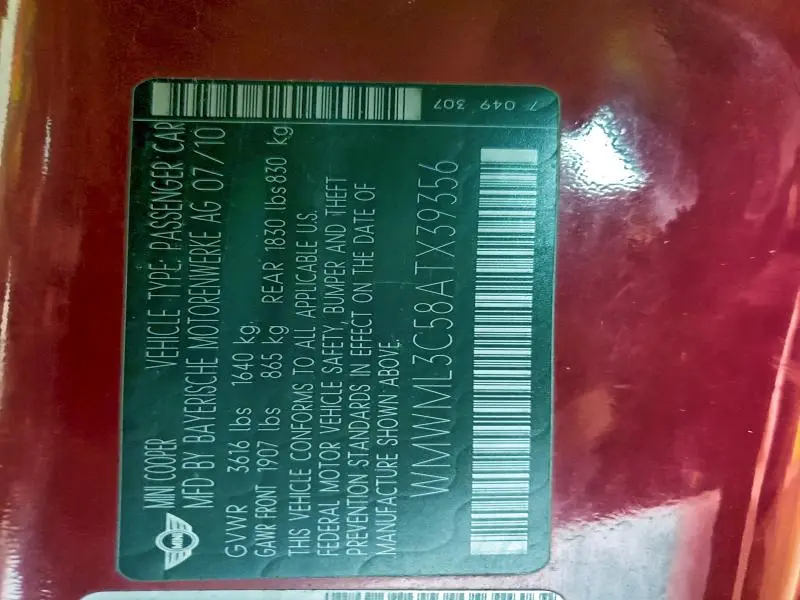 MINI COOPER VEHICLE TYPE: PASSENGER CAR
MFD BY BAYERISCHE MOTORENWERKE AG 07/10
GVWR 3616 lbs 1640 kg
GAWR FRONT 1907 lbs 865 kg REAR 1830 lbs830 kg
THIS VEHICLE CONFORMS TO ALL APPLICABLE U.S.
FEDERAL MOTOR VEHICLE SAFETY, BUMPER AND THEFT
PREVENTION STANDARDS IN EFFECT ON THE DATE OF
MANUFACTURE SHOWN ABOVE.
WMWML3C58ATX39356
7 049 307
MINI